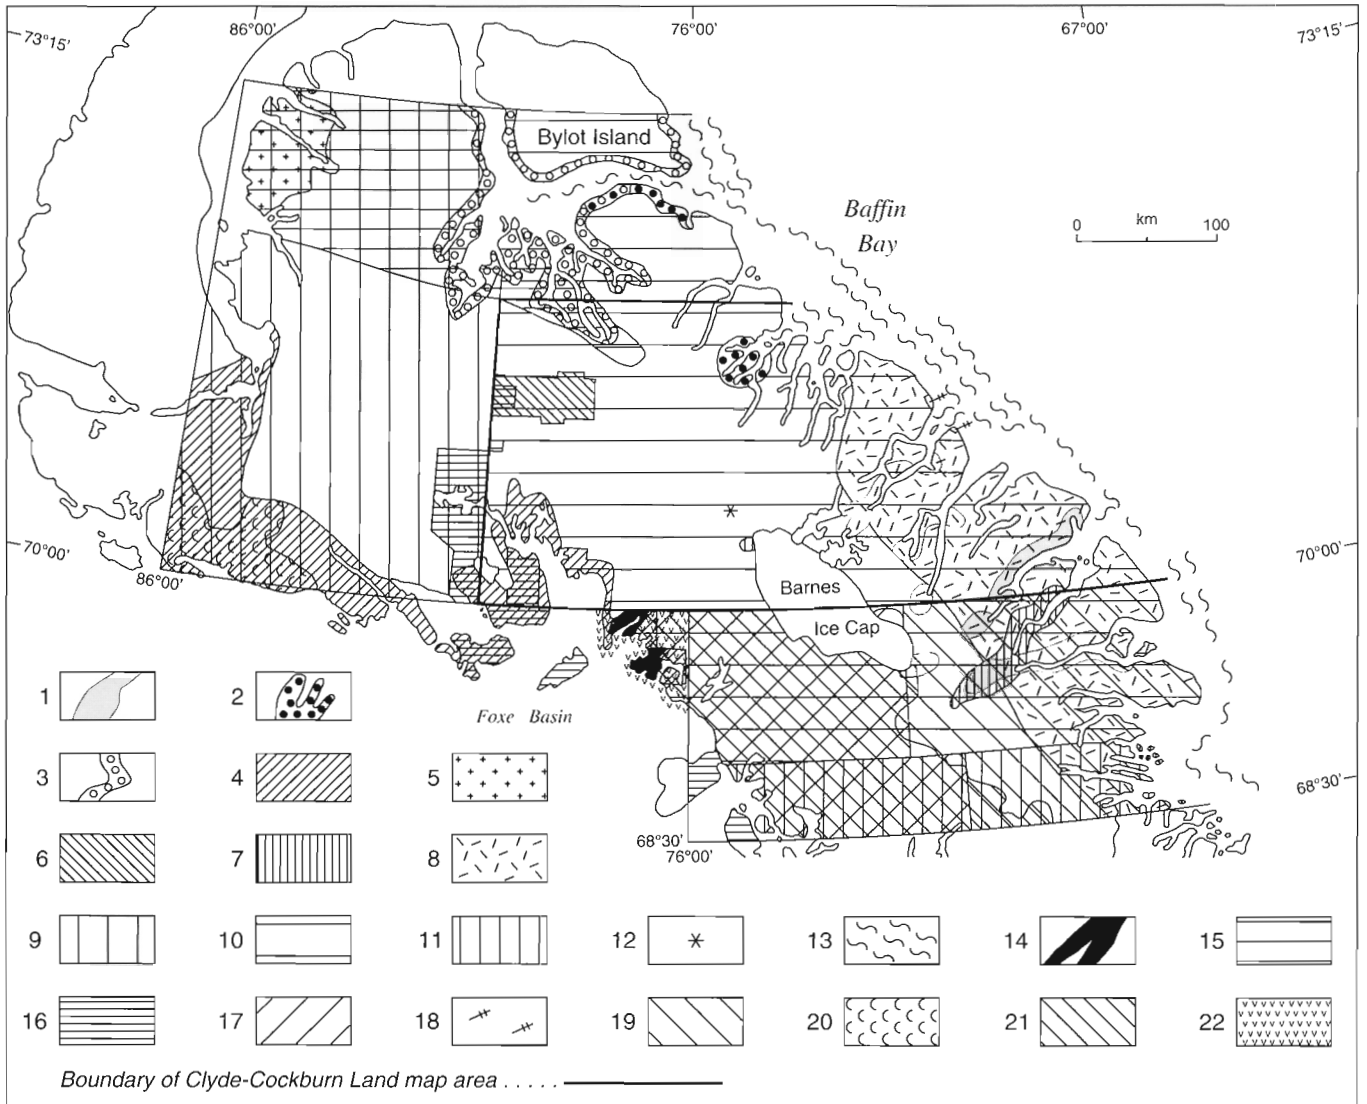 86°00′ 76°00′ 67°00′
73°15′ 73°15′
Bylot Island
Baffin
Bay
km
0 100
70°00′ 70°00′
86°00′
Barnes
Ice Cap
Foxe Basin
68°30′
68°30′
76°00′
1 2
3 4 5
6 7 8
9 10 11 12 13 14 15
16 17 18 19 20 21 22
Boundary of Clyde-Cockburn Land map area . . . . .